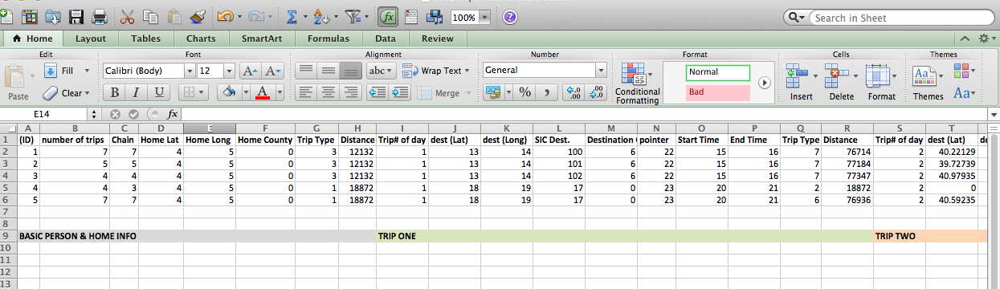 100%
Search in Sheet
Home Layout Tables Charts SmartArt Formulas Data Review
Edit Font Alignment Number Format Cells Themes
Fill Calibri (Body) 12 A A abc Wrap Text General Normal
Paste Clear B I U A Merge % , .0 .00 .00 .0 Conditional Formatting Bad Insert Delete Format Themes Aa
E14 fx
A B C D E F G H I J K L M N O P Q R S T
1 (ID) number of trips Chain Home Lat Home Long Home County Trip Type Distance Trip# of day dest (Lat) dest (Long) SIC Dest. Destination pointer Start Time End Time Trip Type Distance Trip# of day dest (Lat) de
2 1 7 7 4 5 0 3 12132 1 13 14 100 6 22 15 16 7 76714 2 40.22129
3 2 5 5 4 5 0 3 12132 1 13 14 101 6 22 15 16 7 77184 2 39.72739
4 3 4 4 4 5 0 3 12132 1 13 14 102 6 22 15 16 7 77347 2 40.97935
5 4 4 3 4 5 0 1 18872 1 18 19 17 0 23 20 21 2 18872 2 0
6 5 7 7 4 5 0 1 18872 1 18 19 17 0 23 20 21 6 76936 2 40.59235
7
8
9 BASIC PERSON & HOME INFO TRIP ONE TRIP TWO
10
11
12
13